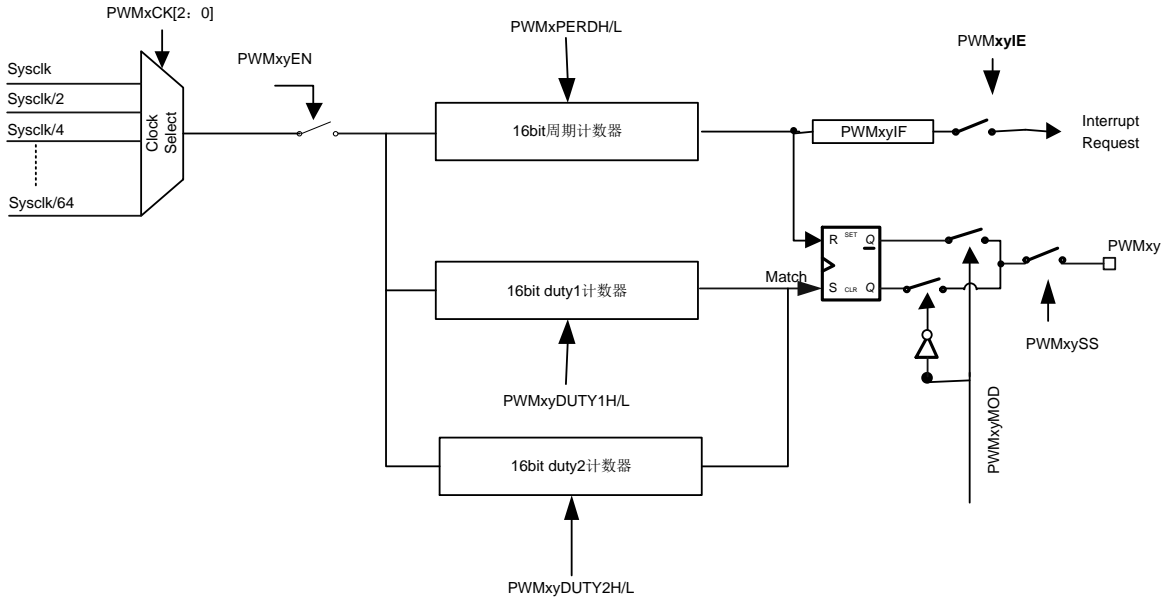 PWMxCK[2：0]
Sysclk
Sysclk/2
Sysclk/4
Sysclk/64
Clock
Select
PWMxyEN
PWMxPERDH/L
16bit周期计数器
PWMxyIE
PWMxyIF
Interrupt
Request
16bit duty1计数器
PWMxyDUTY1H/L
16bit duty2计数器
PWMxyDUTY2H/L
Match
R SET Q
S CLR Q
PWMxy
PWMxySS
PWMxyMOD